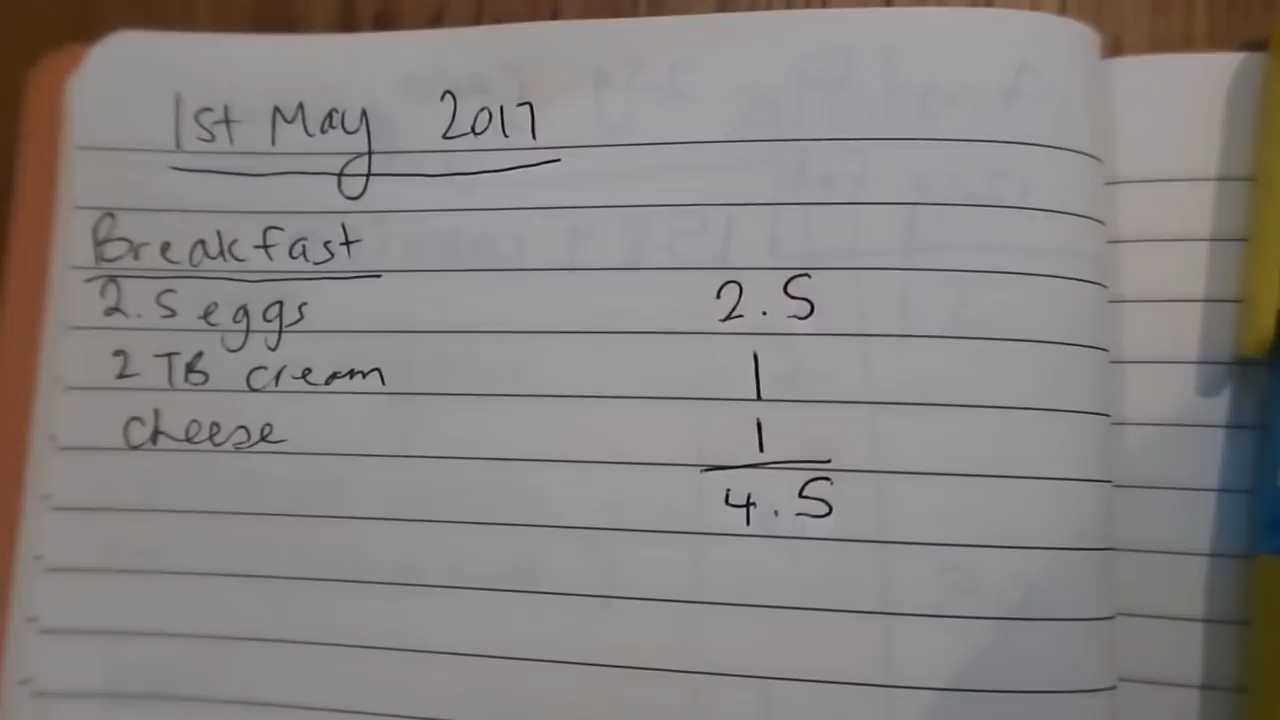 1st May 2017
Breakfast
2.5 eggs 2.5
2 TB cream 1
cheese 1
4.5